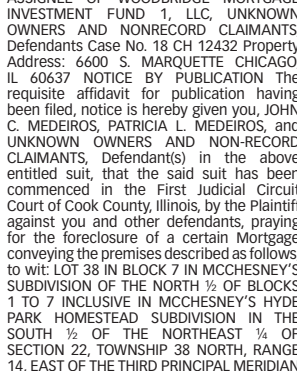 ASSIGNEE OF WOODBRIDGE MORTGAGE
INVESTMENT FUND 1, LLC, UNKNOWN
OWNERS AND NONRECORD CLAIMANTS
Defendants Case No. 18 CH 12432 Property
Address: 6600 S. MARQUETTE CHICAGO,
IL 60637 NOTICE BY PUBLICATION The
requisite affidavit for publication having
been filed, notice is hereby given you, JOHN
C. MEDEIROS, PATRICIA L. MEDEIROS, and
UNKNOWN OWNERS AND NON-RECORD
CLAIMANTS, Defendant(s) in the above
entitled suit, that the said suit has been
commenced in the First Judicial Circuit
Court of Cook County, Illinois, by the Plaintiff
against you and other defendants, praying
for the foreclosure of a certain Mortgage
conveying the premises described as follows,
to wit: LOT 38 IN BLOCK 7 IN MCCHESNEY'S
SUBDIVISION OF THE NORTH ½ OF BLOCKS
1 TO 7 INCLUSIVE IN MCCHESNEY'S HYDE
PARK HOMESTEAD SUBDIVISION IN THE
SOUTH ½ OF THE NORTHEAST ¼ OF
SECTION 22, TOWNSHIP 38 NORTH, RANGE
14, EAST OF THE THIRD PRINCIPAL MERIDIAN